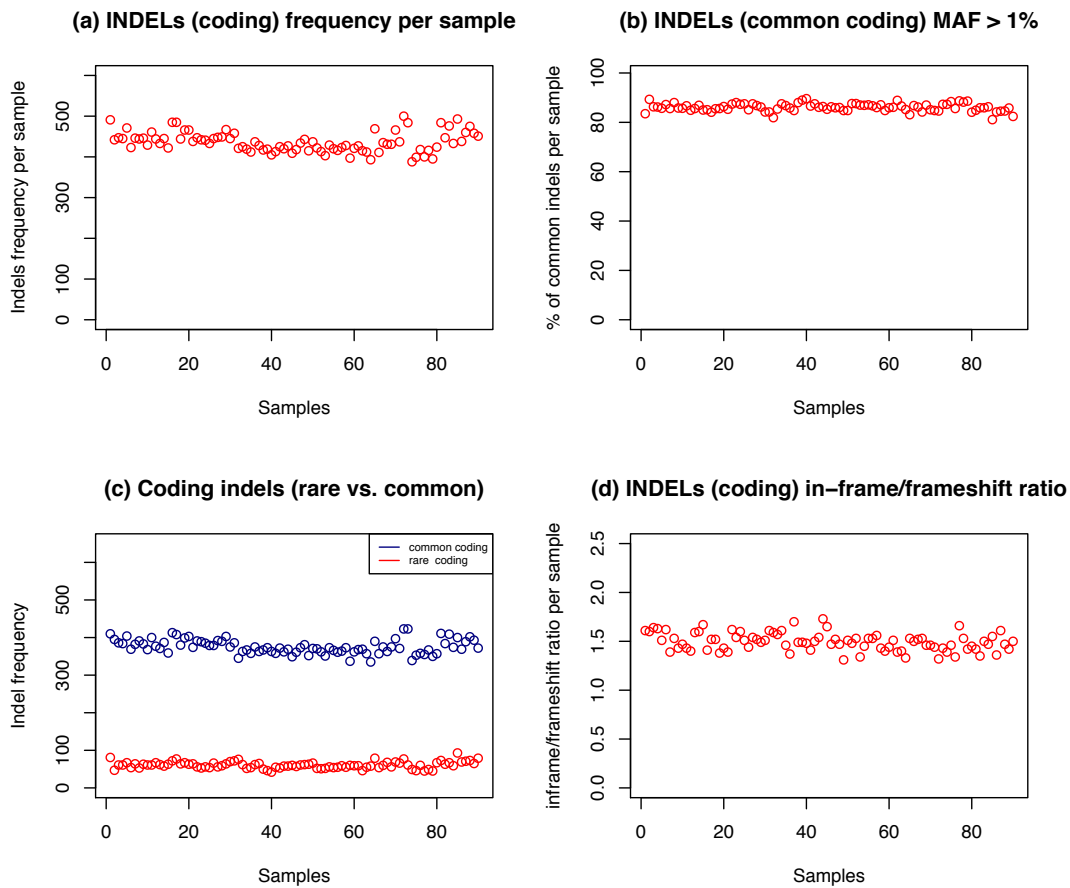 (a) INDELs (coding) frequency per sample
Indels frequency per sample
0 100 300 500
0 20 40 60 80
Samples
(b) INDELs (common coding) MAF > 1%
% of common indels per sample
0 20 40 60 80 100
0 20 40 60 80
Samples
(c) Coding indels (rare vs. common)
Indel frequency
0 100 300 500
common coding
rare coding
0 20 40 60 80
Samples
(d) INDELs (coding) in−frame/frameshift ratio
inframe/frameshift ratio per sample
0.0 0.5 1.0 1.5 2.0 2.5
0 20 40 60 80
Samples